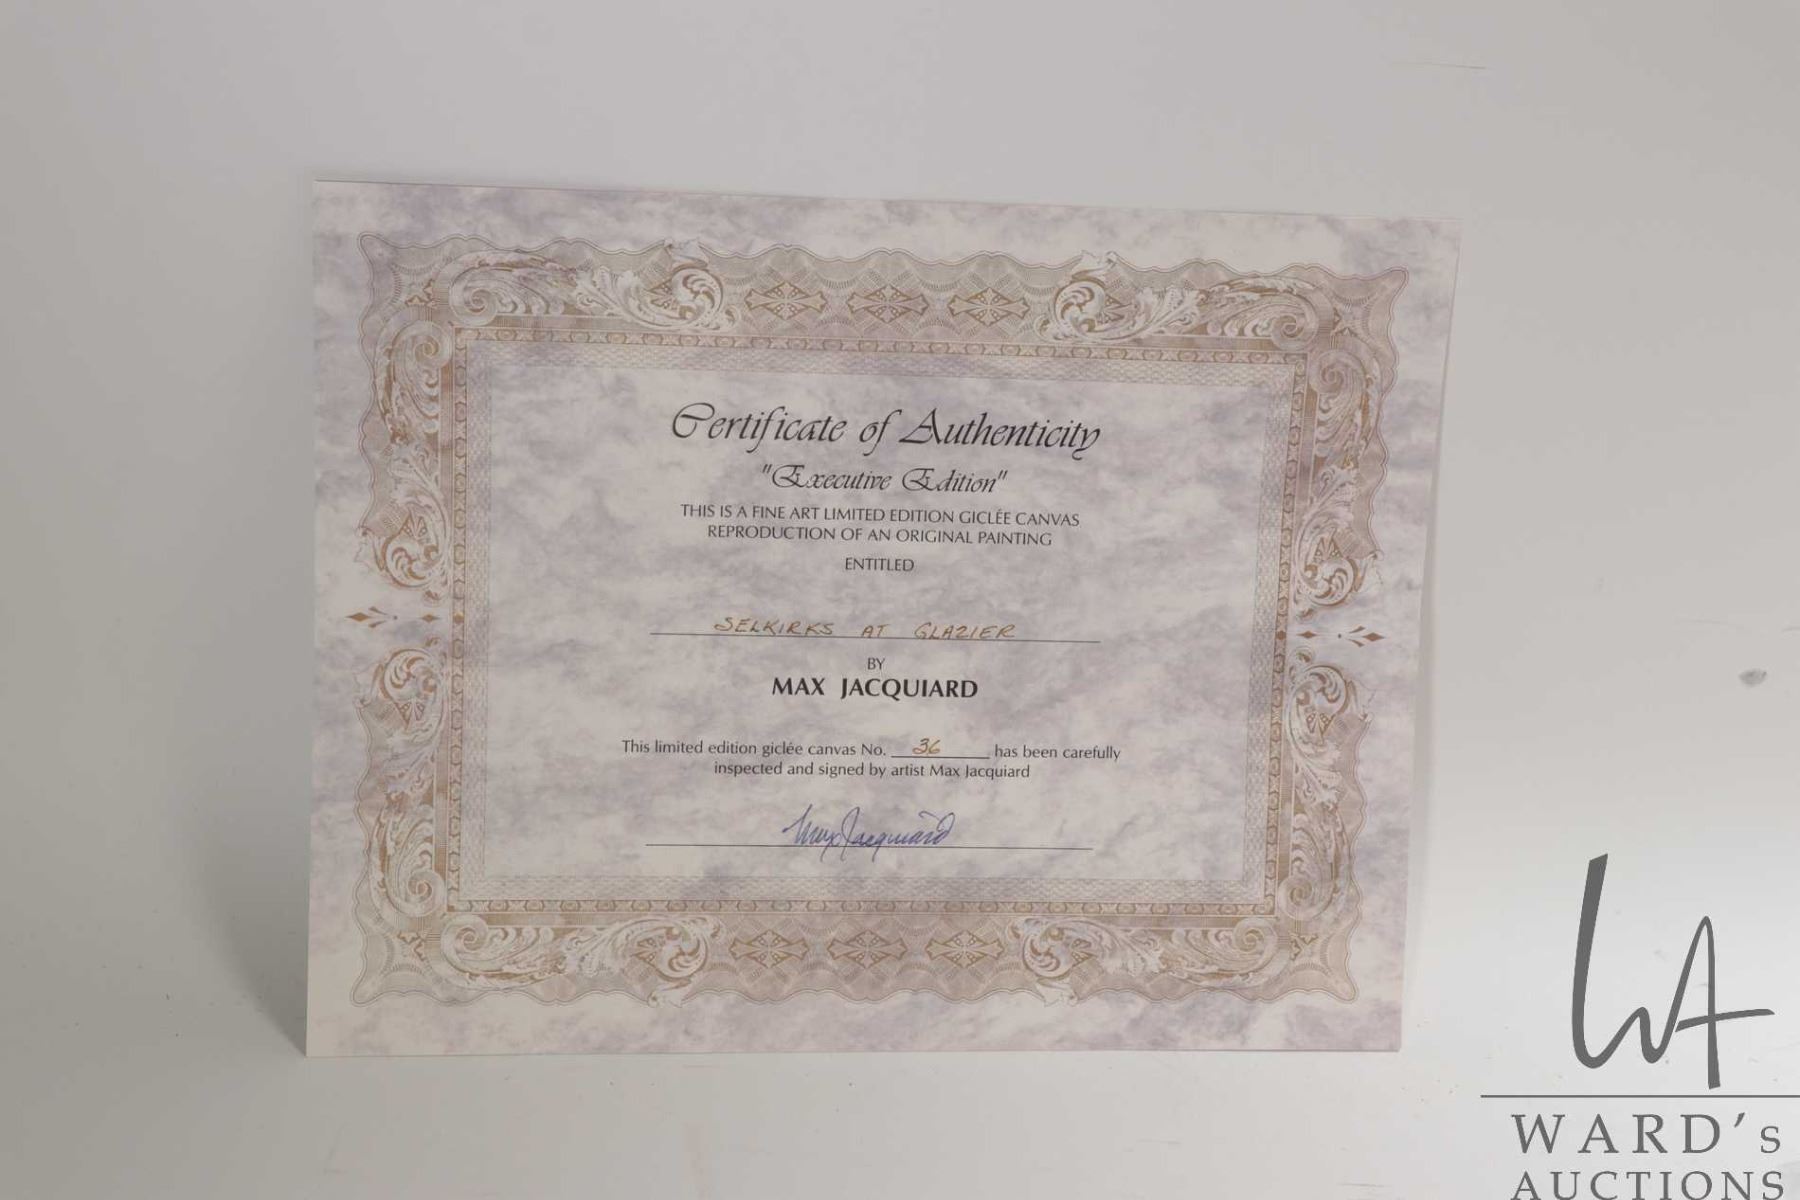 Certificate of Authenticity
"Executive Edition"
THIS IS A FINE ART LIMITED EDITION GICLÉE CANVAS
REPRODUCTION OF AN ORIGINAL PAINTING
ENTITLED
SELKIRKS AT GLAZIER
BY
MAX JACQUIARD
This limited edition giclée canvas No. 36 has been carefully
inspected and signed by artist Max Jacquiard
Max Jacquiard
WA
WARD's
AUCTIONS